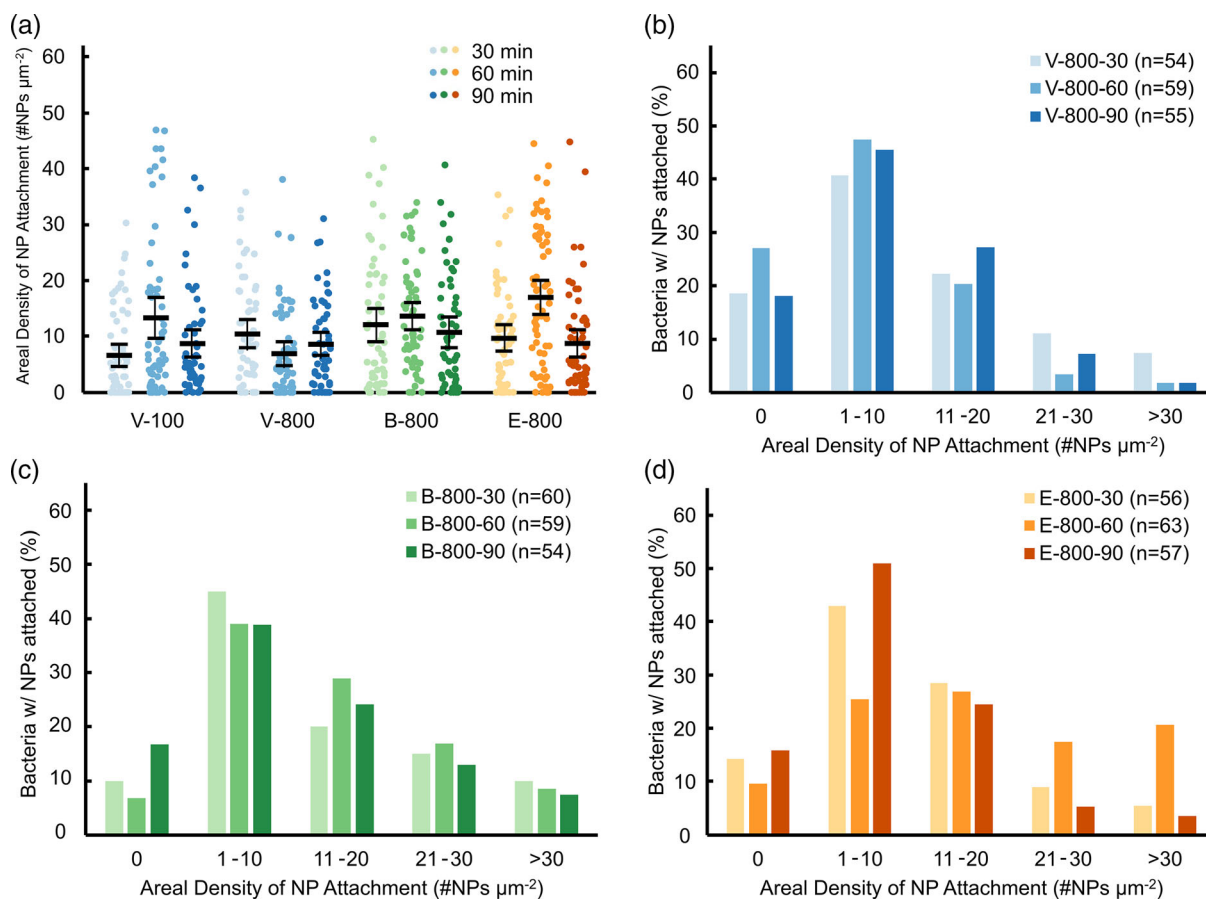 (a)
Areal Density of NP Attachment (#NPs µm-2)
60
50
40
30
20
10
0
30 min
60 min
90 min
V-100 V-800 B-800 E-800
(b)
Bacteria w/ NPs attached (%)
60
50
40
30
20
10
0
V-800-30 (n=54)
V-800-60 (n=59)
V-800-90 (n=55)
0 1 -10 11 -20 21 -30 >30
Areal Density of NP Attachment (#NPs µm-2)
(c)
Bacteria w/ NPs attached (%)
60
50
40
30
20
10
0
B-800-30 (n=60)
B-800-60 (n=59)
B-800-90 (n=54)
0 1 -10 11 -20 21 -30 >30
Areal Density of NP Attachment (#NPs µm-2)
(d)
Bacteria w/ NPs attached (%)
60
50
40
30
20
10
0
E-800-30 (n=56)
E-800-60 (n=63)
E-800-90 (n=57)
0 1 -10 11 -20 21 -30 >30
Areal Density of NP Attachment (#NPs µm-2)